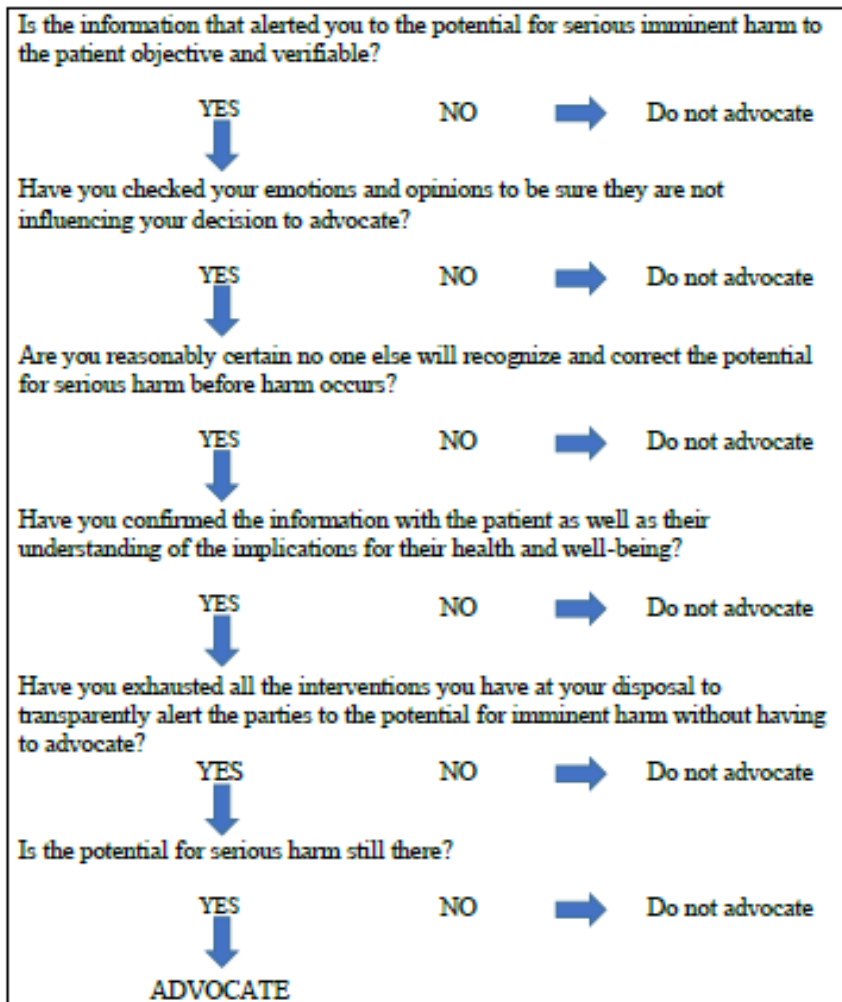 Is the information that alerted you to the potential for serious imminent harm to
the patient objective and verifiable?
YES NO Do not advocate
Have you checked your emotions and opinions to be sure they are not
influencing your decision to advocate?
YES NO Do not advocate
Are you reasonably certain no one else will recognize and correct the potential
for serious harm before harm occurs?
YES NO Do not advocate
Have you confirmed the information with the patient as well as their
understanding of the implications for their health and well-being?
YES NO Do not advocate
Have you exhausted all the interventions you have at your disposal to
transparently alert the parties to the potential for imminent harm without having
to advocate?
YES NO Do not advocate
Is the potential for serious harm still there?
YES NO Do not advocate
ADVOCATE